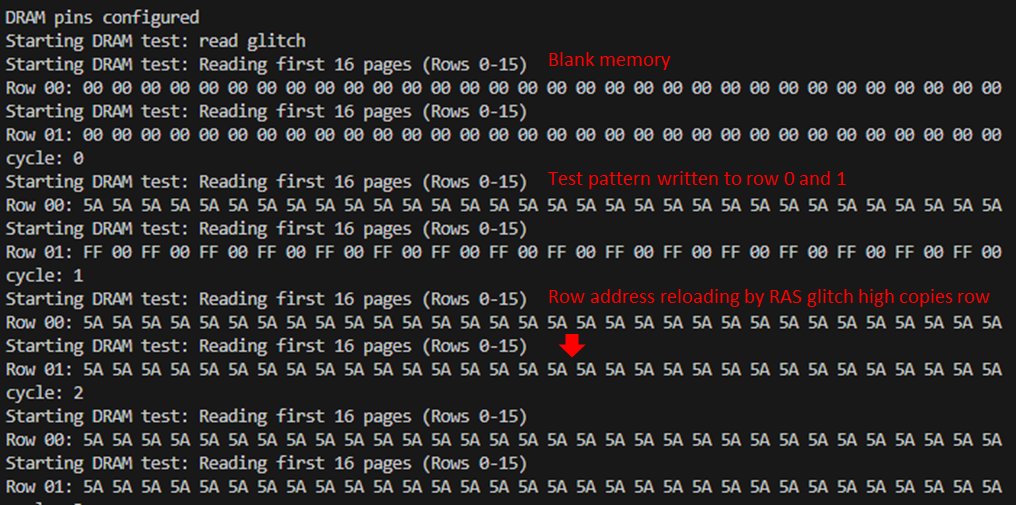 DRAM pins configured
Starting DRAM test: read glitch
Starting DRAM test: Reading first 16 pages (Rows 0-15)
Blank memory
Row 00: 00 00 00 00 00 00 00 00 00 00 00 00 00 00 00 00 00 00 00 00 00 00 00 00 00 00 00 00 00 00 00 00
Starting DRAM test: Reading first 16 pages (Rows 0-15)
Row 01: 00 00 00 00 00 00 00 00 00 00 00 00 00 00 00 00 00 00 00 00 00 00 00 00 00 00 00 00 00 00 00 00
cycle: 0
Starting DRAM test: Reading first 16 pages (Rows 0-15)
Test pattern written to row 0 and 1
Row 00: 5A 5A 5A 5A 5A 5A 5A 5A 5A 5A 5A 5A 5A 5A 5A 5A 5A 5A 5A 5A 5A 5A 5A 5A 5A 5A 5A 5A 5A 5A 5A 5A
Starting DRAM test: Reading first 16 pages (Rows 0-15)
Row 01: FF 00 FF 00 FF 00 FF 00 FF 00 FF 00 FF 00 FF 00 FF 00 FF 00 FF 00 FF 00 FF 00 FF 00 FF 00 FF 00
cycle: 1
Starting DRAM test: Reading first 16 pages (Rows 0-15)
Row address reloading by RAS glitch high copies row
Row 00: 5A 5A 5A 5A 5A 5A 5A 5A 5A 5A 5A 5A 5A 5A 5A 5A 5A 5A 5A 5A 5A 5A 5A 5A 5A 5A 5A 5A 5A 5A 5A 5A
Starting DRAM test: Reading first 16 pages (Rows 0-15)
Row 01: 5A 5A 5A 5A 5A 5A 5A 5A 5A 5A 5A 5A 5A 5A 5A 5A 5A 5A 5A 5A 5A 5A 5A 5A 5A 5A 5A 5A 5A 5A 5A 5A
cycle: 2
Starting DRAM test: Reading first 16 pages (Rows 0-15)
Row 00: 5A 5A 5A 5A 5A 5A 5A 5A 5A 5A 5A 5A 5A 5A 5A 5A 5A 5A 5A 5A 5A 5A 5A 5A 5A 5A 5A 5A 5A 5A 5A 5A
Starting DRAM test: Reading first 16 pages (Rows 0-15)
Row 01: 5A 5A 5A 5A 5A 5A 5A 5A 5A 5A 5A 5A 5A 5A 5A 5A 5A 5A 5A 5A 5A 5A 5A 5A 5A 5A 5A 5A 5A 5A 5A 5A